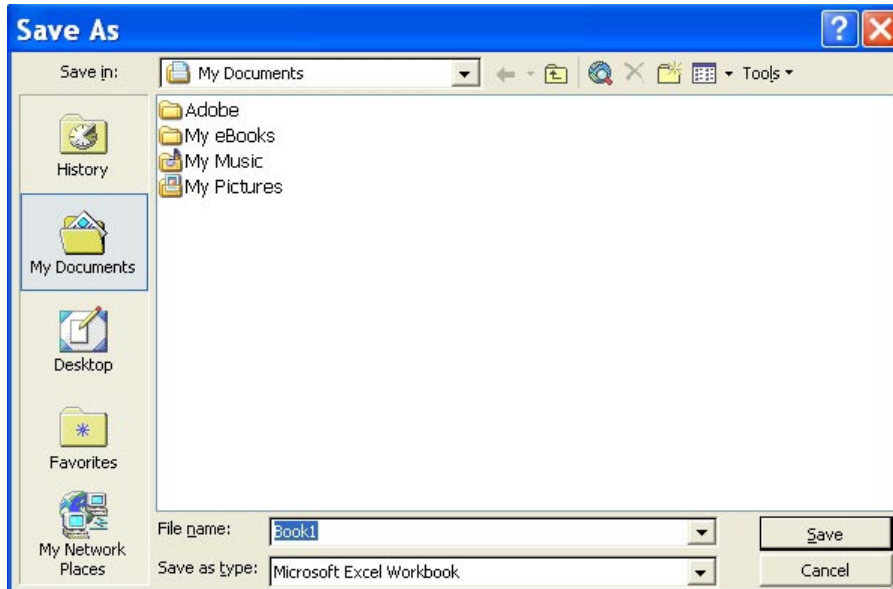 Save As
Save in:
My Documents
Tools
Adobe
My eBooks
My Music
My Pictures
History
My Documents
Desktop
Favorites
My Network
Places
File name:
Book1
Save
Save as type:
Microsoft Excel Workbook
Cancel